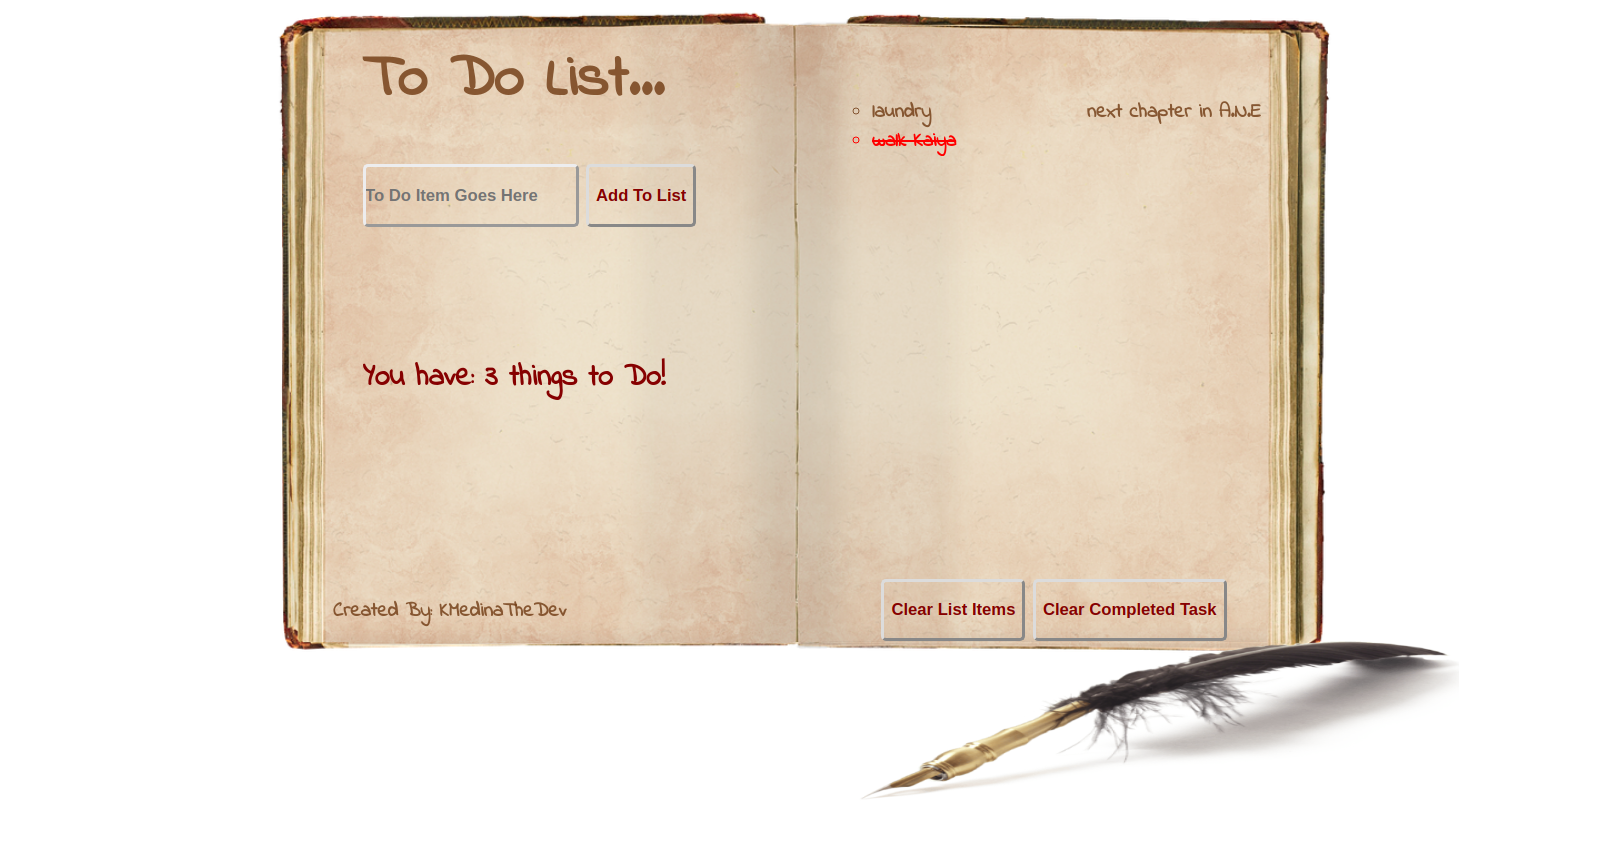 To Do List...
To Do Item Goes Here
Add To List
You have: 3 things to Do!
Created By: KMedinaTheDev
laundry
walk Kaiya
next chapter in A.N.E
Clear List Items
Clear Completed Task